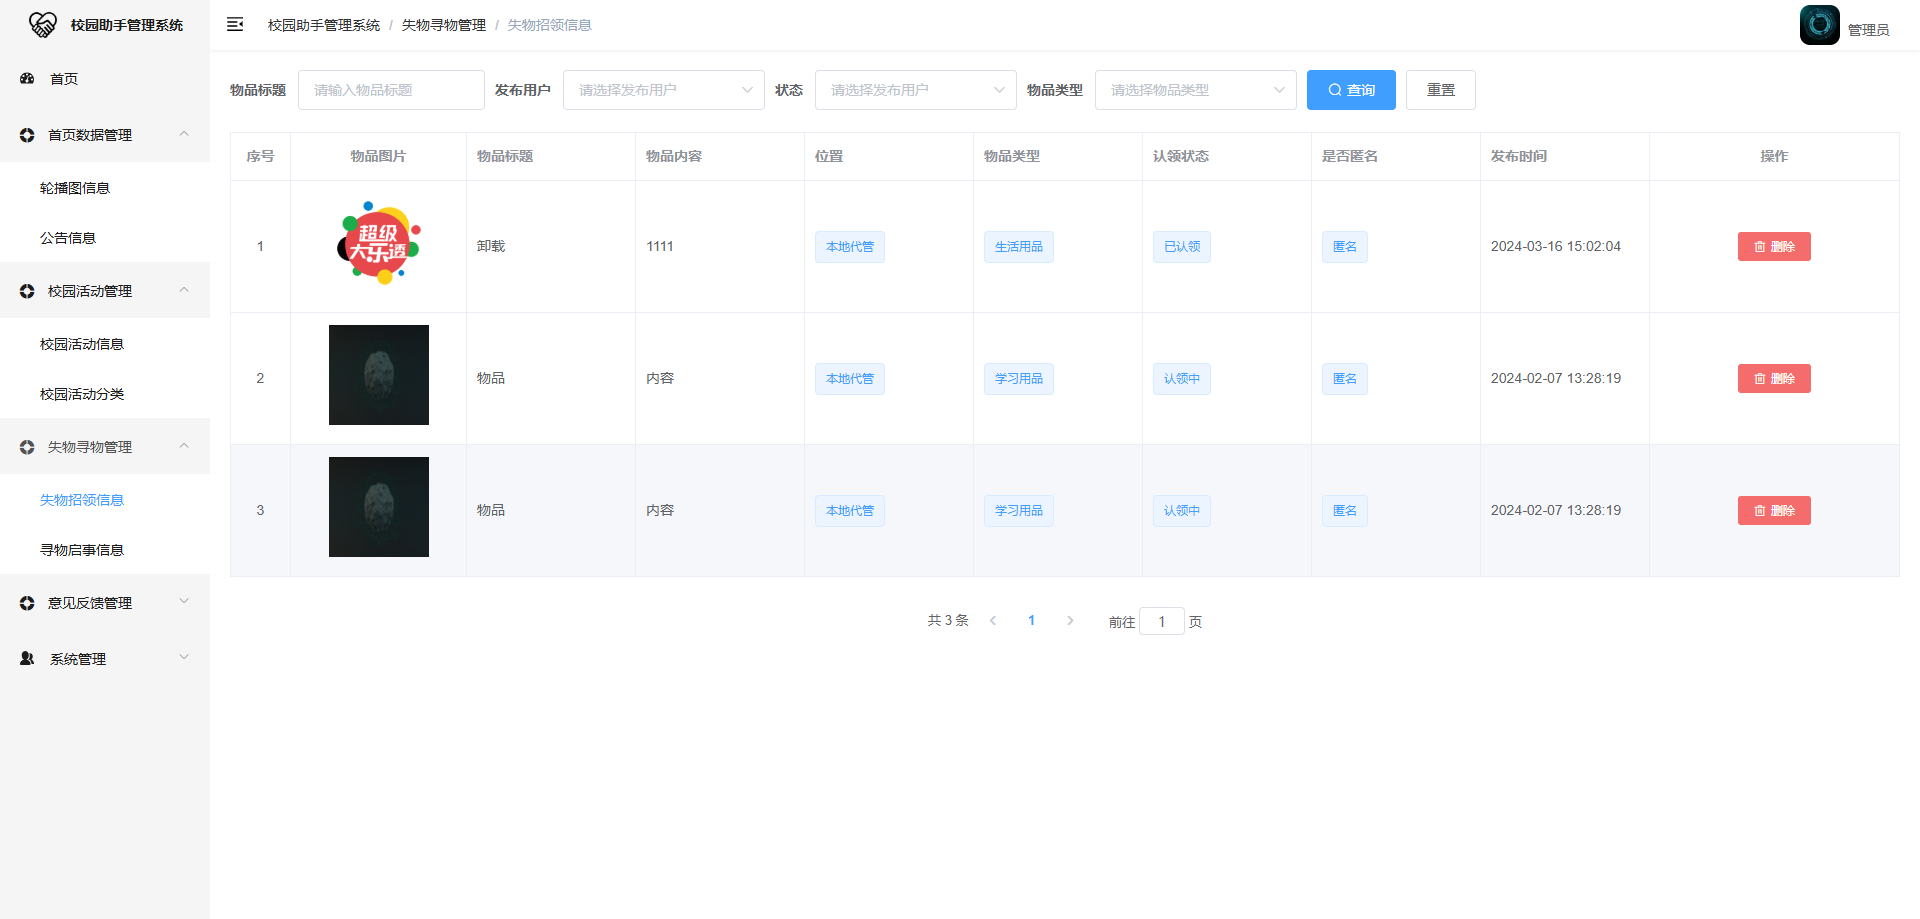 校园助手管理系统
校园助手管理系统 / 失物寻物管理 / 失物招领信息
管理员
首页
首页数据管理
轮播图信息
公告信息
校园活动管理
校园活动信息
校园活动分类
失物寻物管理
失物招领信息
寻物启事信息
意见反馈管理
系统管理
物品标题 请输入物品标题 发布用户 请选择发布用户 状态 请选择发布用户 物品类型 请选择物品类型 查询 重置
序号 物品图片 物品标题 物品内容 位置 物品类型 认领状态 是否匿名 发布时间 操作
超级
大乐透
1 卸载 1111 本地代管 生活用品 已认领 匿名 2024-03-16 15:02:04 删除
2 物品 内容 本地代管 学习用品 认领中 匿名 2024-02-07 13:28:19 删除
3 物品 内容 本地代管 学习用品 认领中 匿名 2024-02-07 13:28:19 删除
共 3 条 1 前往 1 页